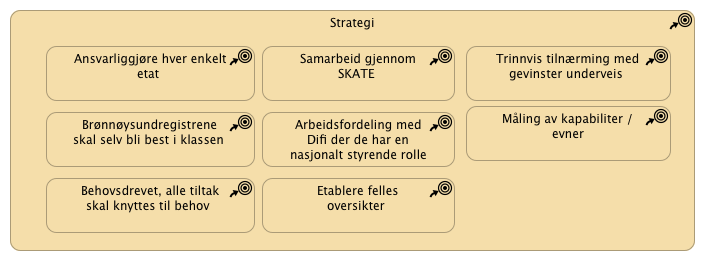 Strategi
Ansvarliggjøre hver enkelt
etat
Samarbeid gjennom
SKATE
Trinnvis tilnærming med
gevinster underveis
Brønnøysundregistrene
skal selv bli best i klassen
Arbeidsfordeling med
Difi der de har en
nasjonalt styrende rolle
Måling av kapabiliter /
evner
Behovsdrevet, alle tiltak
skal knyttes til behov
Etablere felles
oversikter